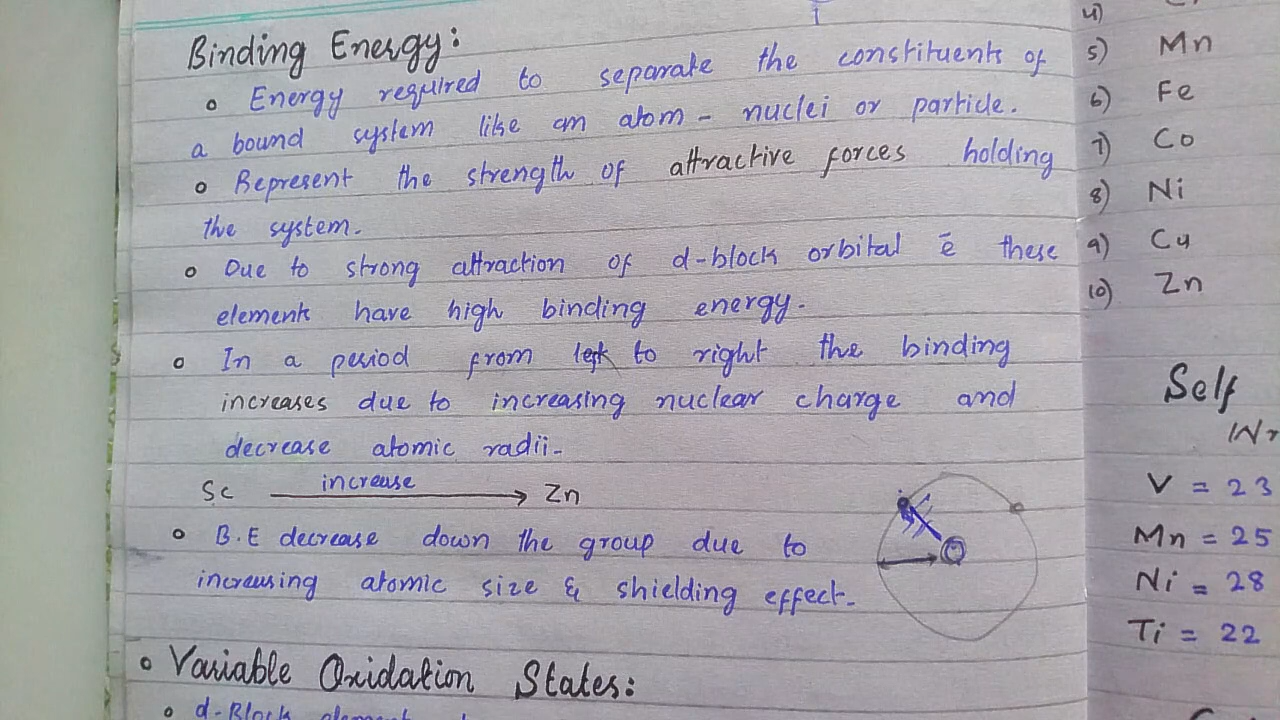 Binding Energy:
o Energy required to separate the constituents of
a bound system like an atom - nuclei or particle.
o Represent the strength of attractive forces holding
the system.
o Due to strong attraction of d-block orbital ē these
elements have high binding energy.
o In a period from left to right the binding
increases due to increasing nuclear charge and
decrease atomic radii.
increase
Sc → Zn
o B.E decrease down the group due to
increasing atomic size & shielding effect.
o Variable Oxidation States:
o d-Block
4)
5) Mn
6) Fe
7) Co
8) Ni
9) Cu
10) Zn
Self
V = 23
Mn = 25
Ni = 28
Ti = 22